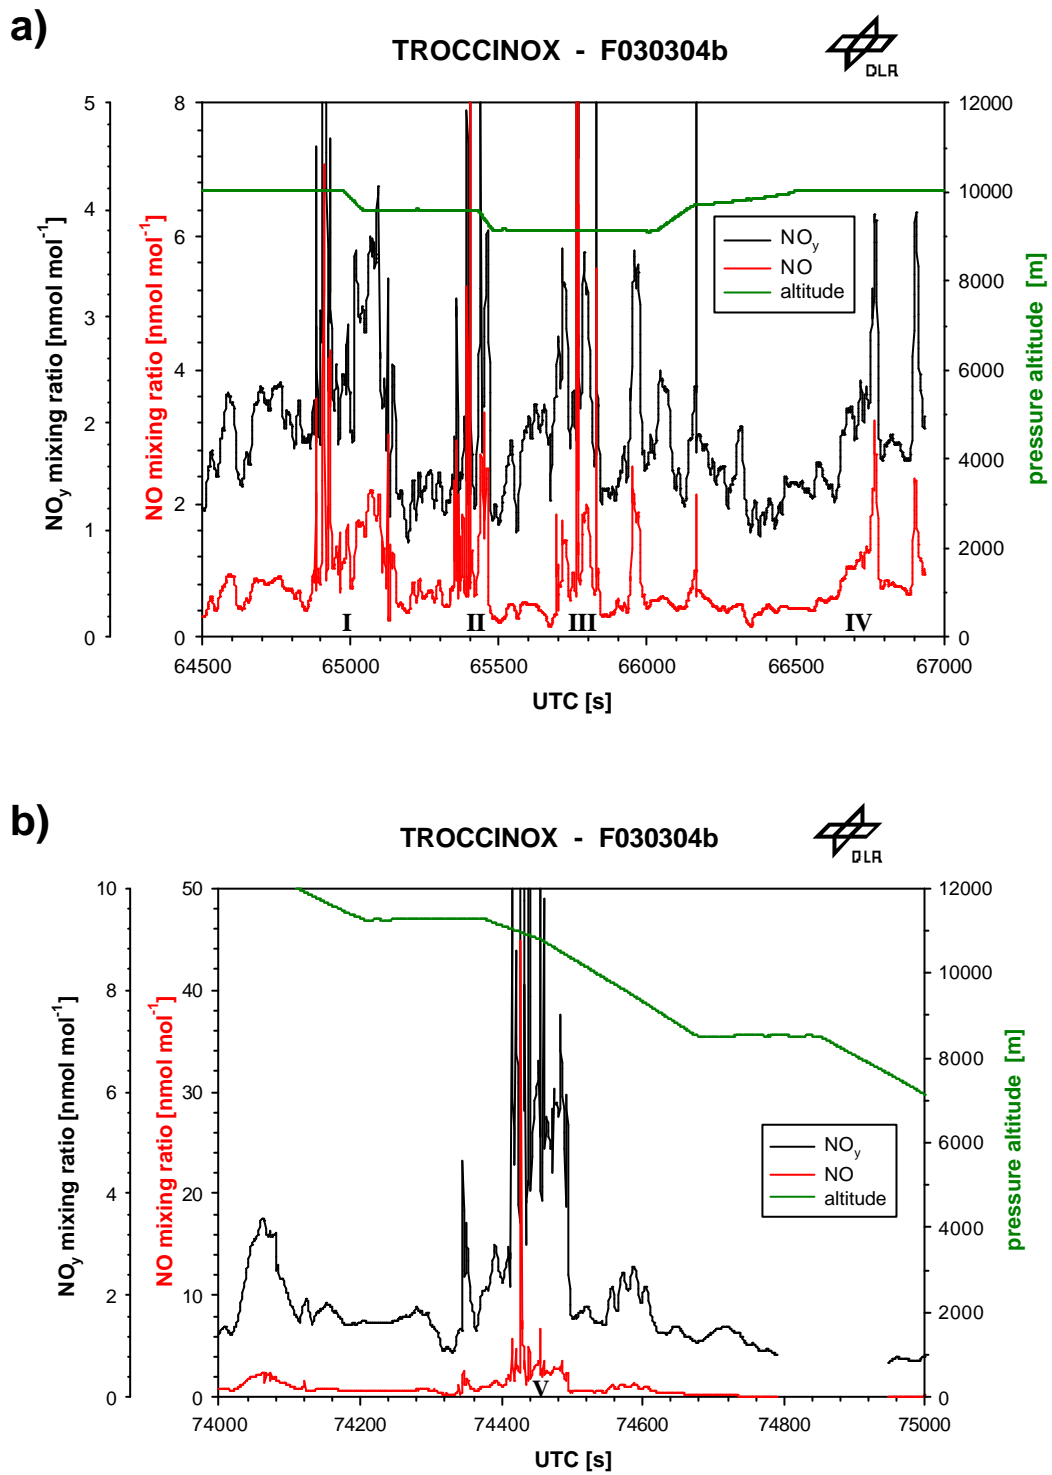 a)
TROCCINOX - F030304b
DLR
5
4
3
2
1
0
NOy mixing ratio [nmol mol-1]
8
6
4
2
0
NO mixing ratio [nmol mol-1]
12000
10000
8000
6000
4000
2000
0
pressure altitude [m]
NOy
NO
altitude
I
II
III
IV
64500 65000 65500 66000 66500 67000
UTC [s]
b)
TROCCINOX - F030304b
DLR
10
8
6
4
2
0
NOy mixing ratio [nmol mol-1]
50
40
30
20
10
0
NO mixing ratio [nmol mol-1]
12000
10000
8000
6000
4000
2000
0
pressure altitude [m]
NOy
NO
altitude
V
74000 74200 74400 74600 74800 75000
UTC [s]